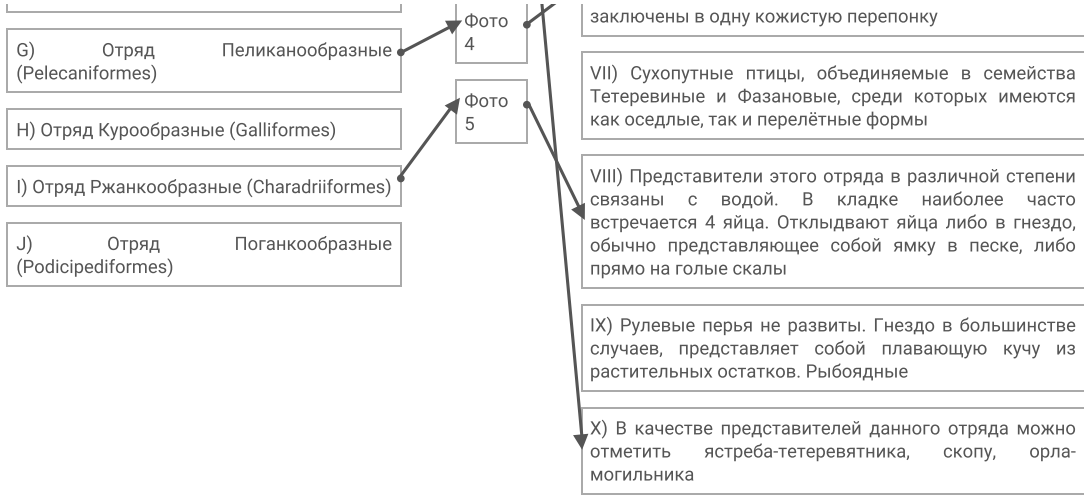 G) Отряд Пеликанообразные
(Pelecaniformes)
H) Отряд Курообразные (Galliformes)
I) Отряд Ржанкообразные (Charadriiformes)
J) Отряд Поганкообразные
(Podicipediformes)
Фото
4
Фото
5
заключены в одну кожистую перепонку
VII) Сухопутные птицы, объединяемые в семейства
Тетеревиные и Фазановые, среди которых имеются
как оседлые, так и перелётные формы
VIII) Представители этого отряда в различной степени
связаны с водой. В кладке наиболее часто
встречается 4 яйца. Отклыдвают яйца либо в гнездо,
обычно представляющее собой ямку в песке, либо
прямо на голые скалы
IX) Рулевые перья не развиты. Гнездо в большинстве
случаев, представляет собой плавающую кучу из
растительных остатков. Рыбоядные
X) В качестве представителей данного отряда можно
отметить ястреба-тетеревятника, скопу, орла-
могильника